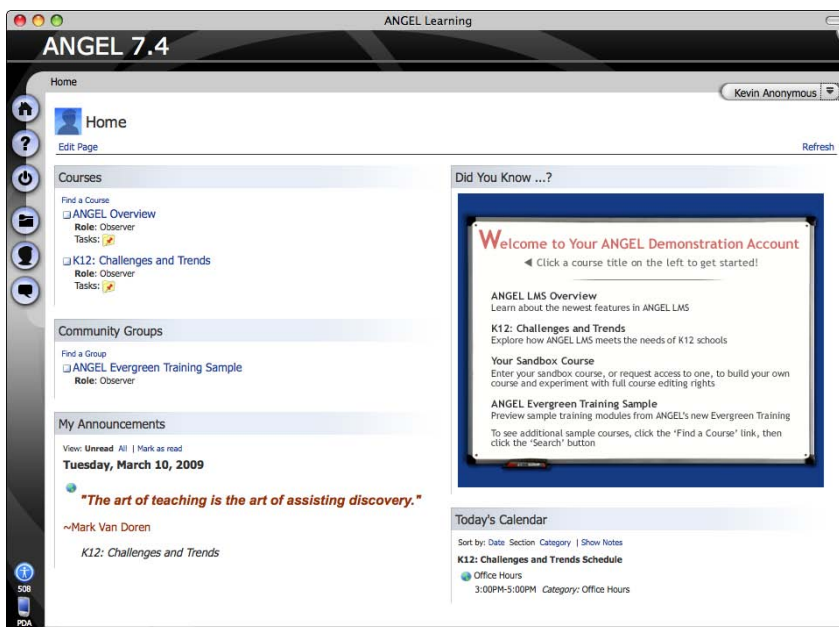 ANGEL Learning
ANGEL 7.4
Home
Kevin Anonymous
Home
Edit Page
Refresh
Courses
Find a Course
ANGEL Overview
Role: Observer
Tasks:
K12: Challenges and Trends
Role: Observer
Tasks:
Community Groups
Find a Group
ANGEL Evergreen Training Sample
Role: Observer
My Announcements
View: Unread All | Mark as read
Tuesday, March 10, 2009
"The art of teaching is the art of assisting discovery."
~Mark Van Doren
K12: Challenges and Trends
Did You Know ...?
Welcome to Your ANGEL Demonstration Account
◀ Click a course title on the left to get started!
ANGEL LMS Overview
Learn about the newest features in ANGEL LMS
K12: Challenges and Trends
Explore how ANGEL LMS meets the needs of K12 schools
Your Sandbox Course
Enter your sandbox course, or request access to one, to build your own
course and experiment with full course editing rights
ANGEL Evergreen Training Sample
Preview sample training modules from ANGEL's new Evergreen Training
To see additional sample courses, click the 'Find a Course' link, then
click the 'Search' button
Today's Calendar
Sort by: Date Section Category | Show Notes
K12: Challenges and Trends Schedule
Office Hours
3:00PM-5:00PM Category: Office Hours
508
PDA